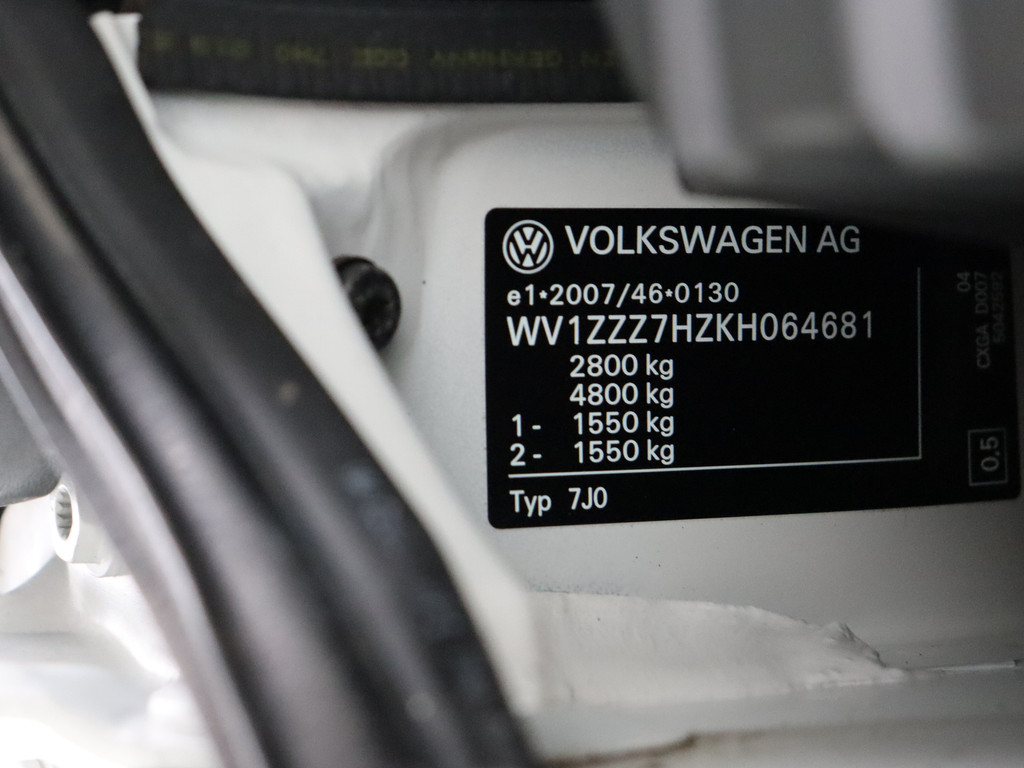 VOLKSWAGEN AG
e1*2007/46*0130
WV1ZZZ7HZKH064681
2800 kg
4800 kg
1- 1550 kg
2- 1550 kg
Typ 7J0
04
CXGA D007
0,5